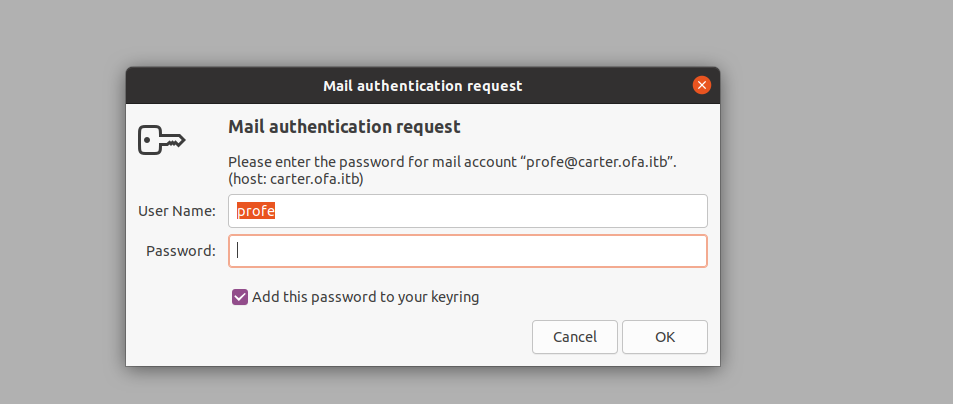 Mail authentication request
Mail authentication request
Please enter the password for mail account “profe@carter.ofa.itb”.
(host: carter.ofa.itb)
User Name: profe
Password:
Add this password to your keyring
Cancel OK